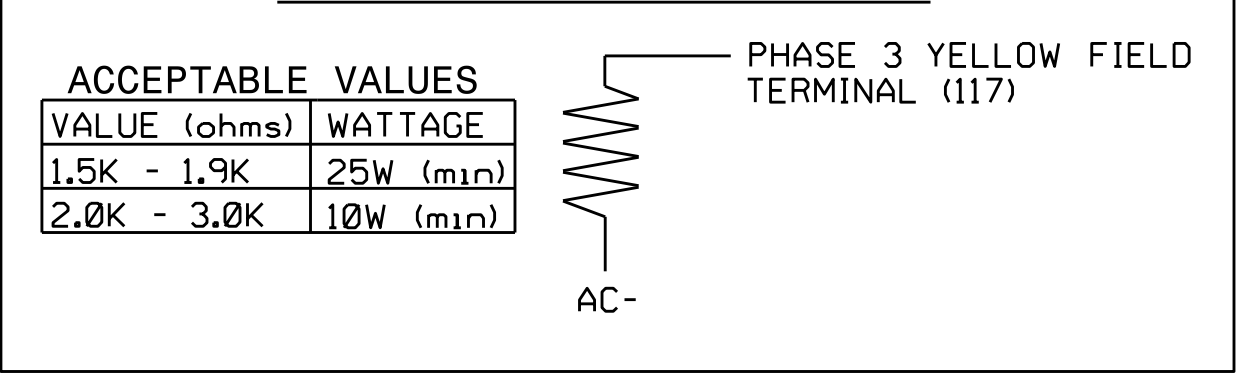 ACCEPTABLE VALUES
VALUE (ohms) WATTAGE
1.5K - 1.9K 25W (min)
2.0K - 3.0K 10W (min)
PHASE 3 YELLOW FIELD
TERMINAL (117)
AC-